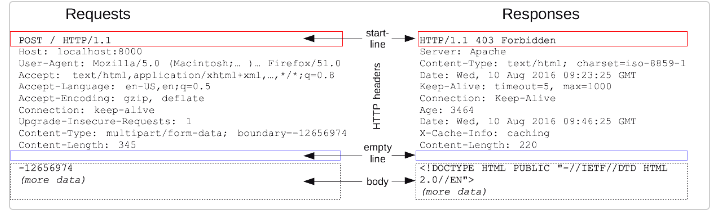 Requests
POST / HTTP/1.1
Host: localhost:8000
User-Agent: Mozilla/5.0 (Macintosh;… )… Firefox/51.0
Accept: text/html,application/xhtml+xml,…,*/*;q=0.8
Accept-Language: en-US,en;q=0.5
Accept-Encoding: gzip, deflate
Connection: keep-alive
Upgrade-Insecure-Requests: 1
Content-Type: multipart/form-data; boundary=-12656974
Content-Length: 345
-12656974
(more data)
start-
line
HTTP headers
empty
line
body
Responses
HTTP/1.1 403 Forbidden
Server: Apache
Content-Type: text/html; charset=iso-8859-1
Date: Wed, 10 Aug 2016 09:23:25 GMT
Keep-Alive: timeout=5, max=1000
Connection: Keep-Alive
Age: 3464
Date: Wed, 10 Aug 2016 09:46:25 GMT
X-Cache-Info: caching
Content-Length: 220
<!DOCTYPE HTML PUBLIC "-//IETF//DTD HTML
2.0//EN">
(more data)